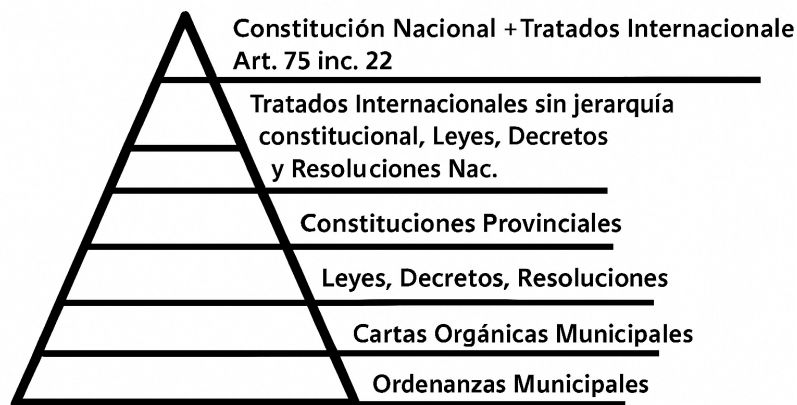 Constitución Nacional + Tratados Internacionale
Art. 75 inc. 22
Tratados Internacionales sin jerarquía
constitucional, Leyes, Decretos
y Resoluciones Nac.
Constituciones Provinciales
Leyes, Decretos, Resoluciones
Cartas Orgánicas Municipales
Ordenanzas Municipales